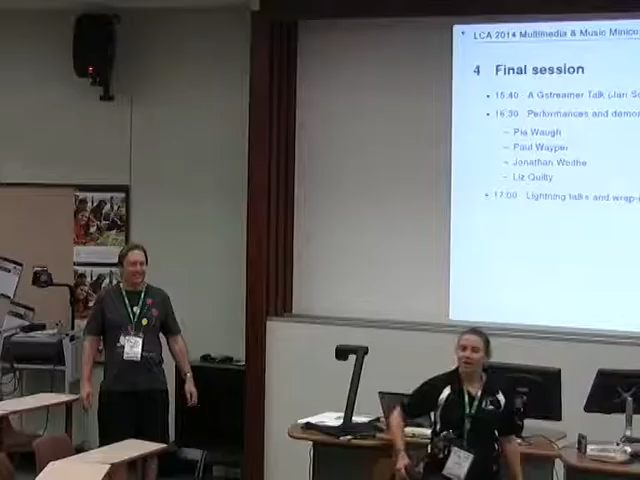 LCA 2014 Multimedia & Music Minico
4 Final session
• 15:40 A Gstreamer Talk (Jan Sc
• 16:30 Performances and demon
– Pia Waugh
– Paul Wayper
– Jonathan Woithe
– Liz Quilty
• 17:00 Lightning talks and wrap-